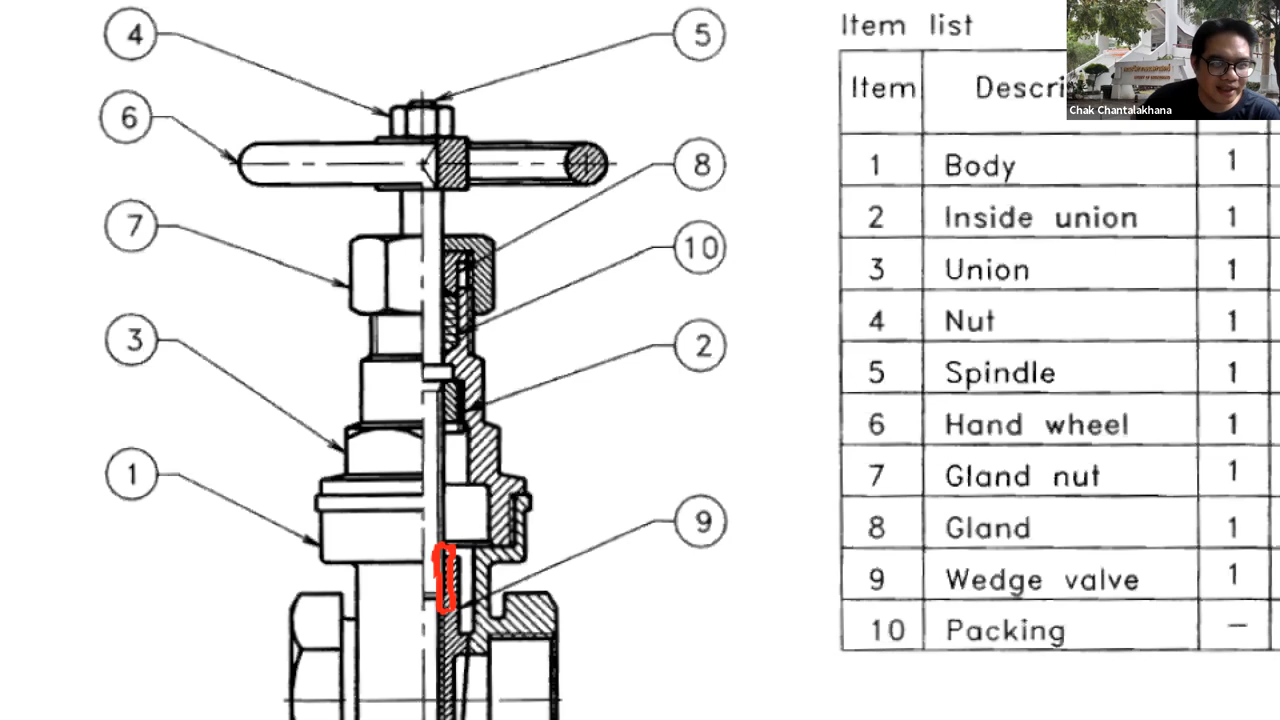 4
5
6
8
7
10
3
2
1
9
Item list
Item Descri
1 Body 1
2 Inside union 1
3 Union 1
4 Nut 1
5 Spindle 1
6 Hand wheel 1
7 Gland nut 1
8 Gland 1
9 Wedge valve 1
10 Packing –
Chak Chantalakhana